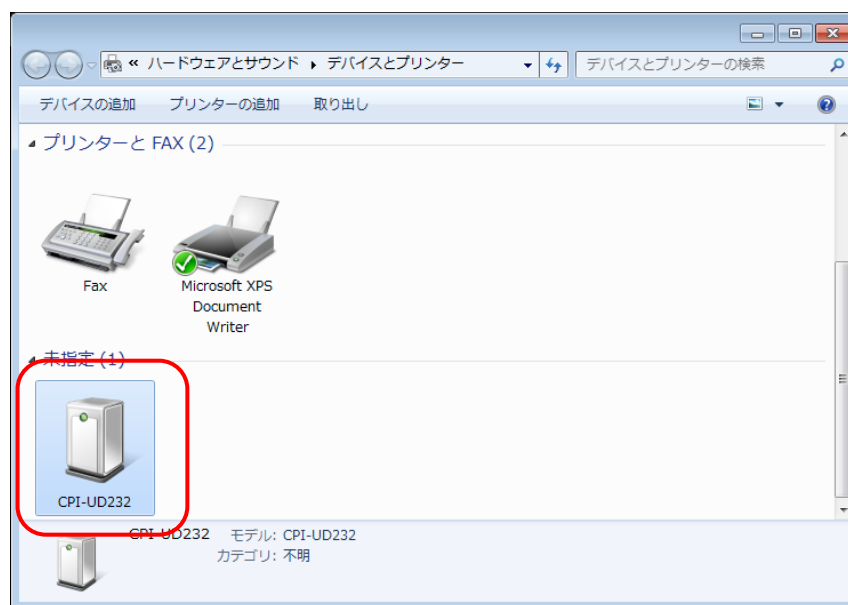 « ハードウェアとサウンド ▸ デバイスとプリンター
デバイスとプリンターの検索
デバイスの追加 プリンターの追加 取り出し
プリンターと FAX (2)
Fax
Microsoft XPS
Document
Writer
未指定 (1)
CPI-UD232
CPI-UD232 モデル: CPI-UD232
カテゴリ: 不明